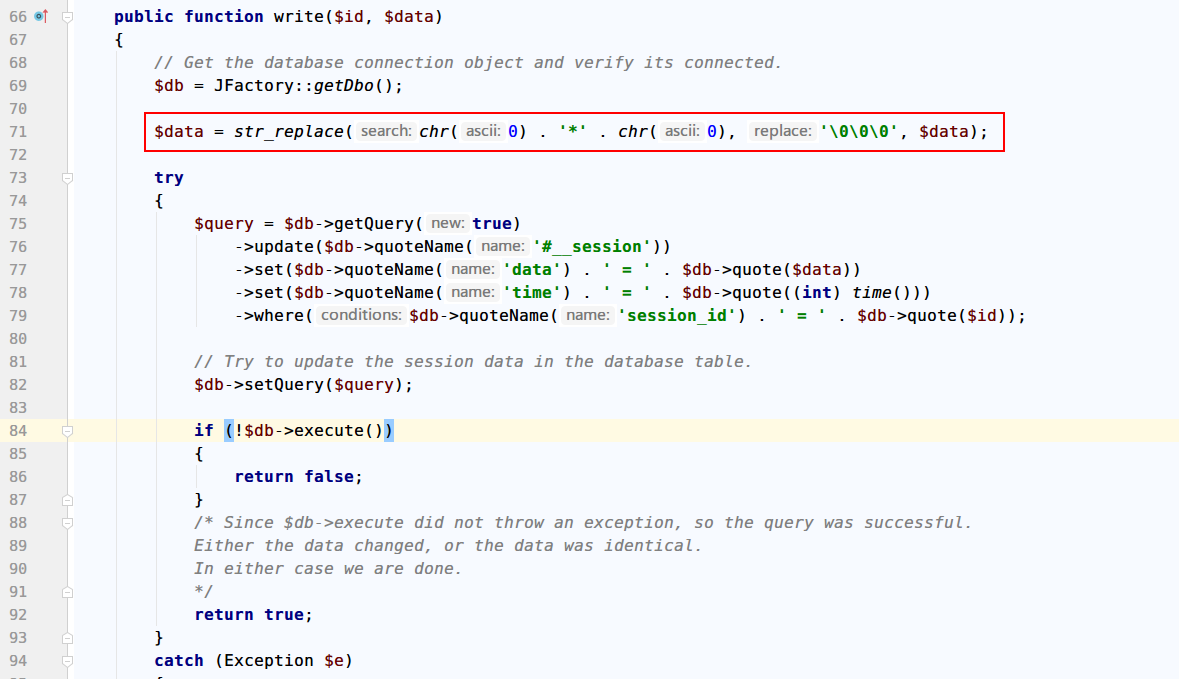 66 public function write($id, $data)
67 {
68 // Get the database connection object and verify its connected.
69 $db = JFactory::getDbo();
70
71 $data = str_replace( search: chr( ascii: 0) . '*' . chr( ascii: 0), replace: '\0\0\0', $data);
72
73 try
74 {
75 $query = $db->getQuery( new: true)
76 ->update($db->quoteName( name: '#__session'))
77 ->set($db->quoteName( name: 'data') . ' = ' . $db->quote($data))
78 ->set($db->quoteName( name: 'time') . ' = ' . $db->quote((int) time()))
79 ->where( conditions: $db->quoteName( name: 'session_id') . ' = ' . $db->quote($id));
80
81 // Try to update the session data in the database table.
82 $db->setQuery($query);
83
84 if (!$db->execute())
85 {
86 return false;
87 }
88 /* Since $db->execute did not throw an exception, so the query was successful.
89 Either the data changed, or the data was identical.
90 In either case we are done.
91 */
92 return true;
93 }
94 catch (Exception $e)